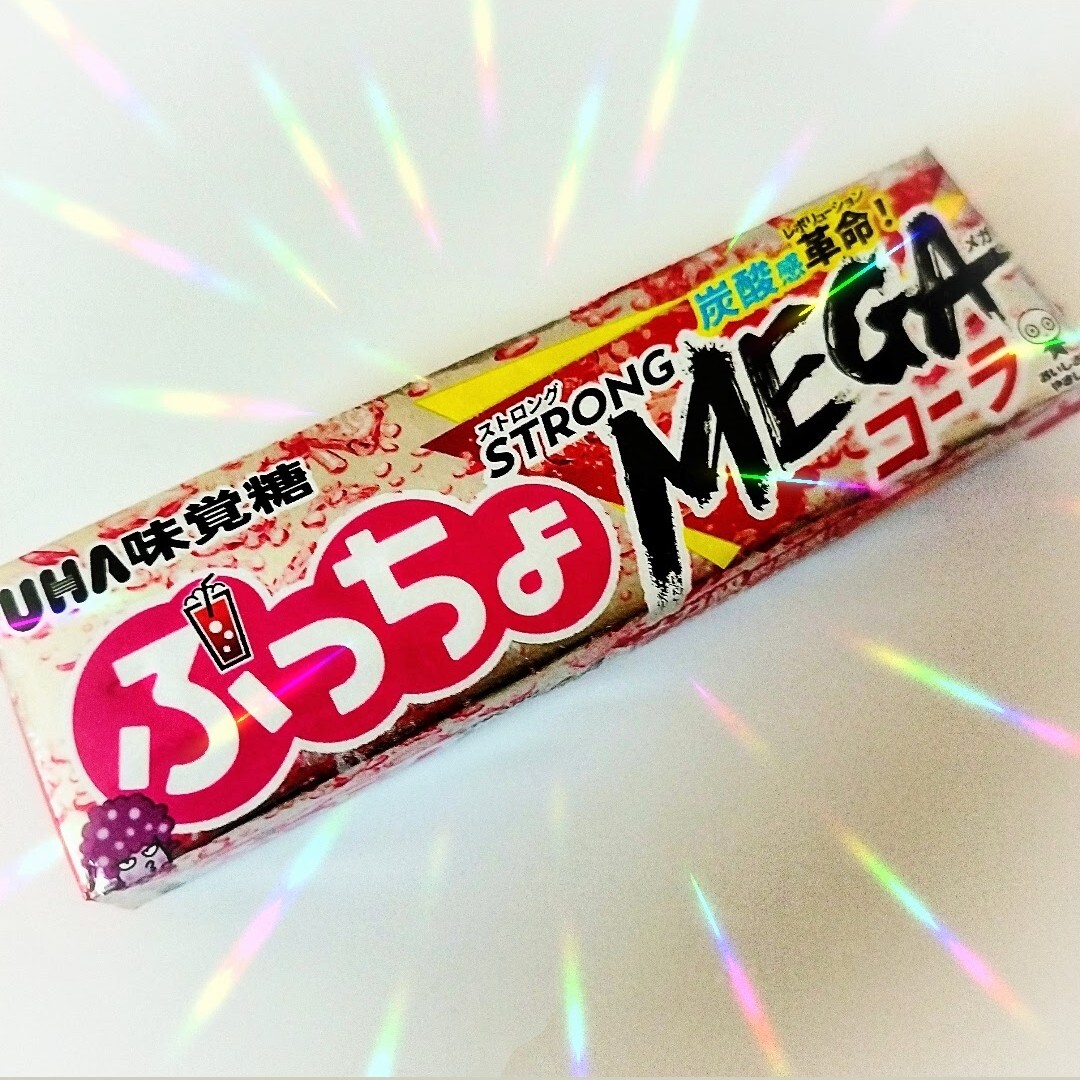 UHA味覚糖
ぷっちょ
ストロング
STRONG
レボリューション
炭酸感革命！
メガ
MEGA
コーラ